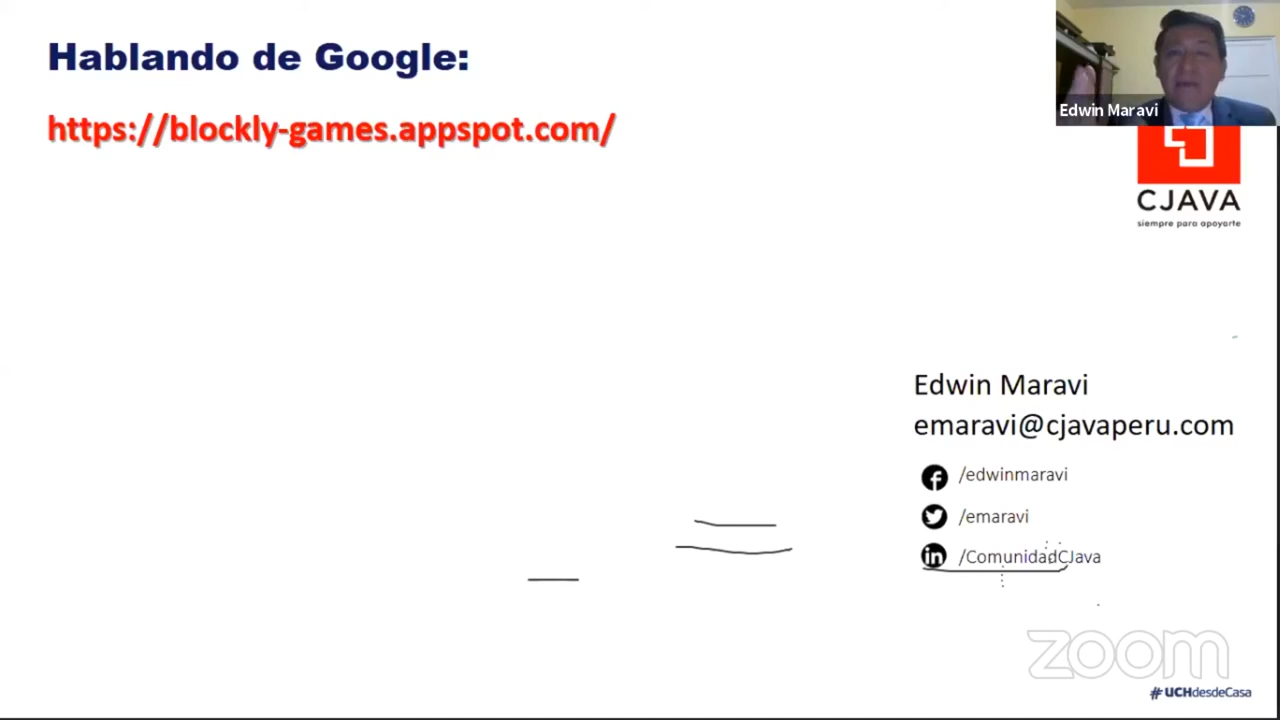 Hablando de Google:
https://blockly-games.appspot.com/
Edwin Maravi
CJAVA
siempre para apoyarte
Edwin Maravi
emaravi@cjavaperu.com
/edwinmaravi
/emaravi
/ComunidadCJava
zoom
#UCHdesdeCasa